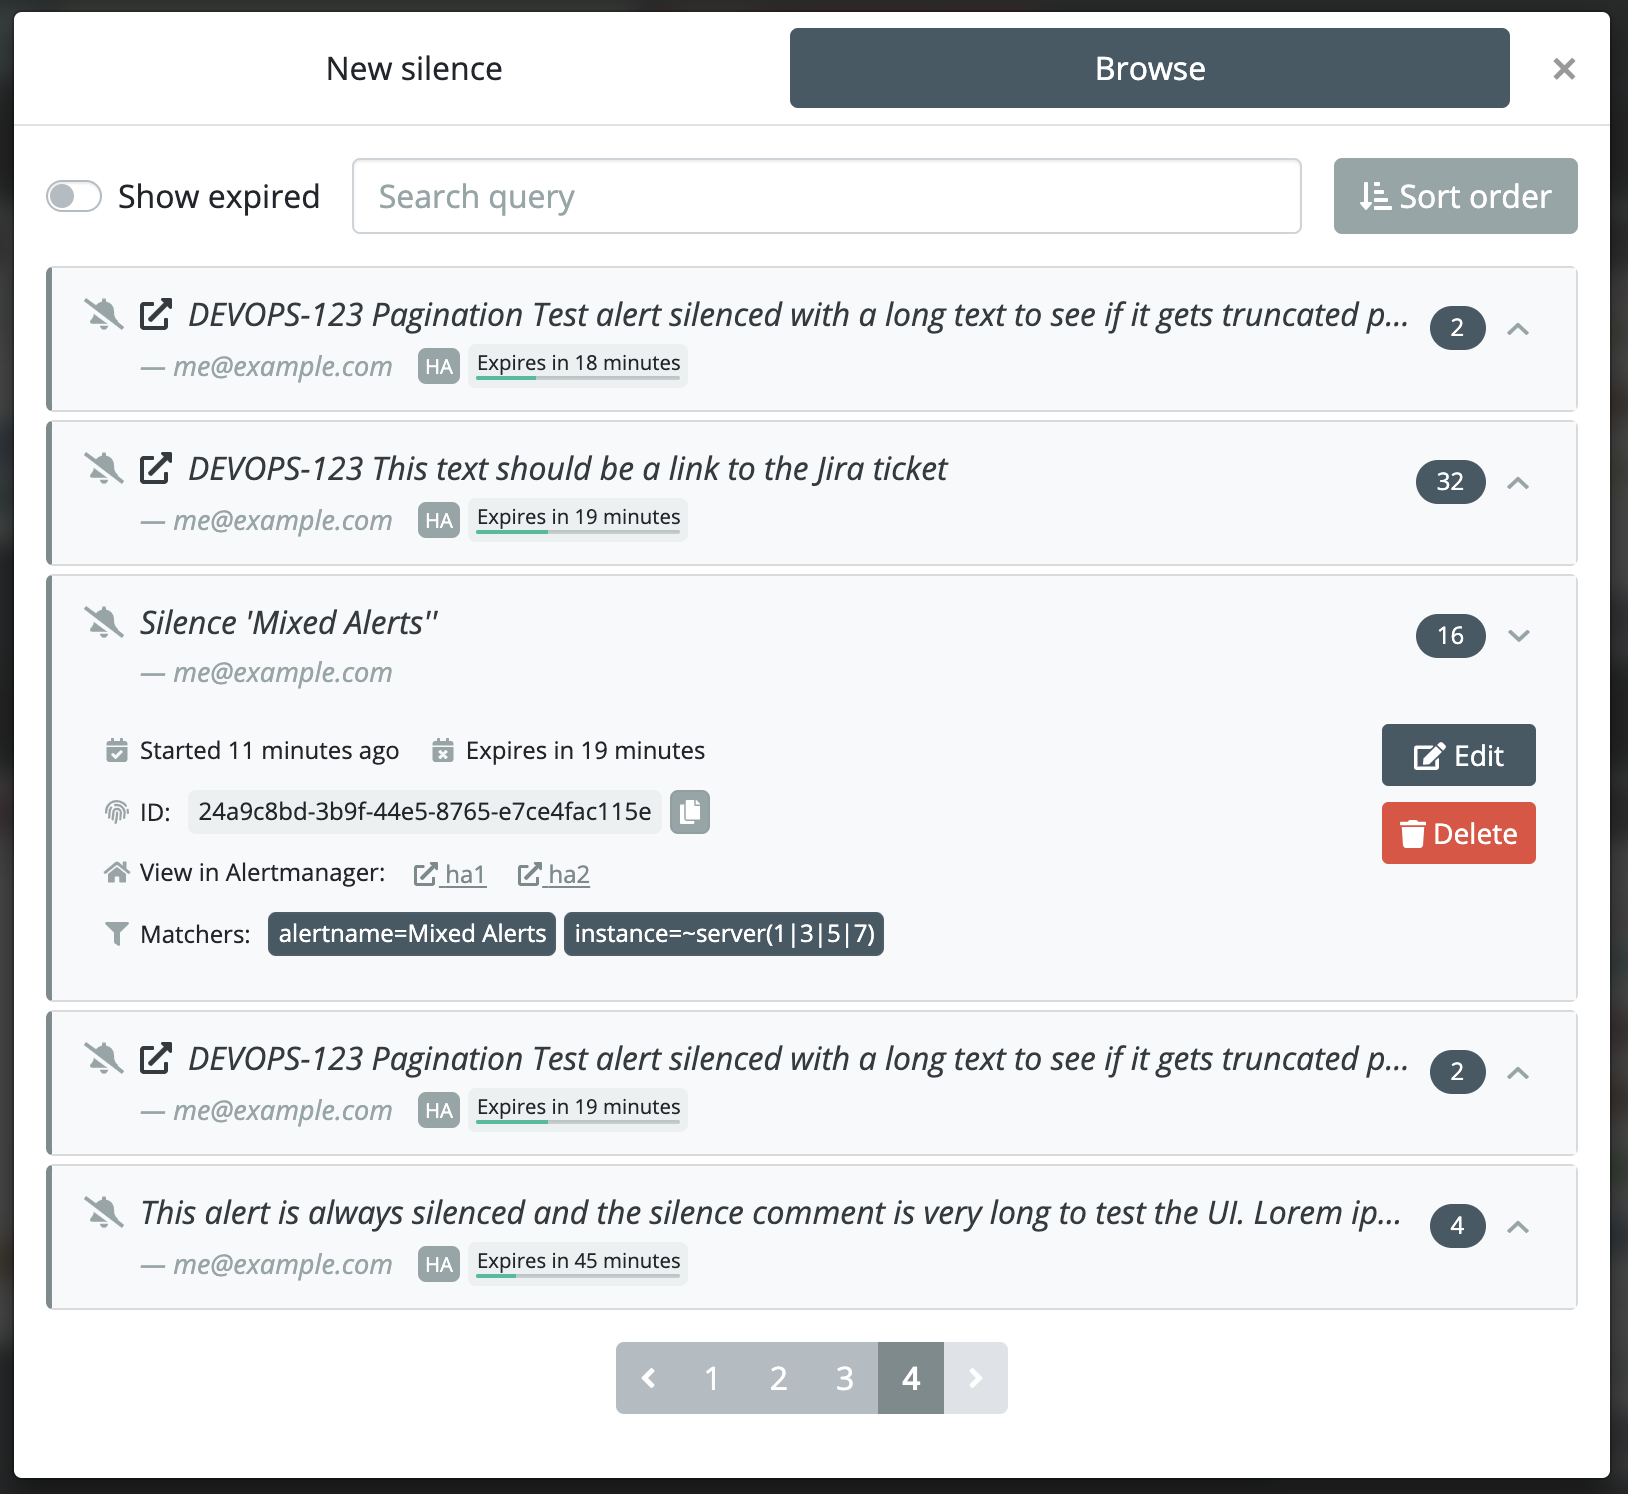 New silence Browse ×
Show expired Search query Sort order
DEVOPS-123 Pagination Test alert silenced with a long text to see if it gets truncated p... 2
— me@example.com HA Expires in 18 minutes
DEVOPS-123 This text should be a link to the Jira ticket 32
— me@example.com HA Expires in 19 minutes
Silence 'Mixed Alerts'' 16
— me@example.com
Started 11 minutes ago Expires in 19 minutes Edit
ID: 24a9c8bd-3b9f-44e5-8765-e7ce4fac115e Delete
View in Alertmanager: ha1 ha2
Matchers: alertname=Mixed Alerts instance=~server(1|3|5|7)
DEVOPS-123 Pagination Test alert silenced with a long text to see if it gets truncated p... 2
— me@example.com HA Expires in 19 minutes
This alert is always silenced and the silence comment is very long to test the UI. Lorem ip... 4
— me@example.com HA Expires in 45 minutes
1 2 3 4